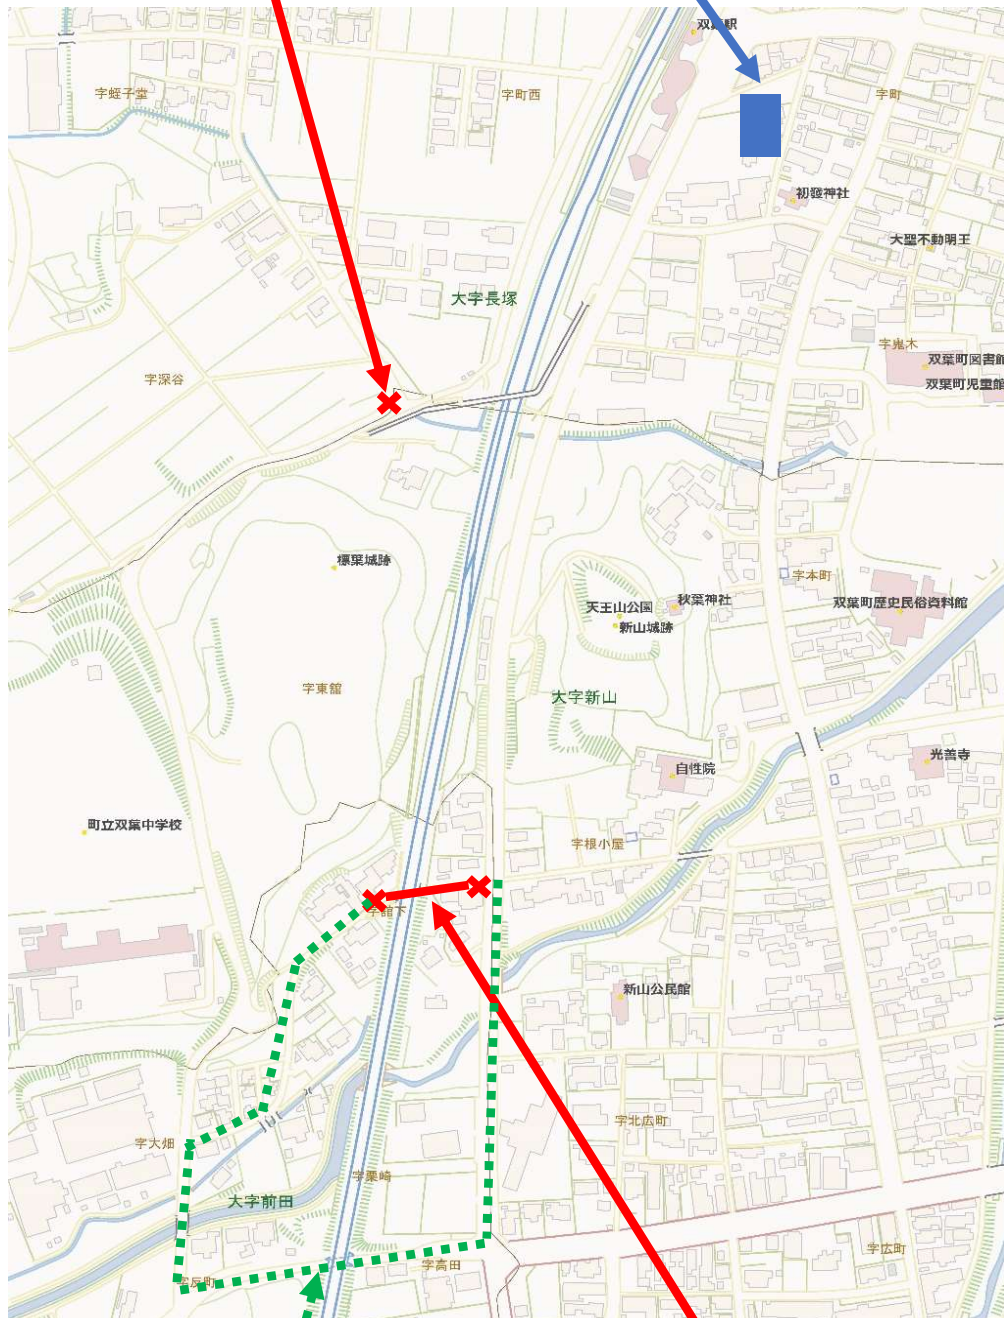 双葉駅
字蛭子堂
字町西
字町
初發神社
大聖不動明王
大字長塚
字鬼木
双葉町図書館
双葉町児童館
字深谷
標葉城跡
字本町
天王山公園
秋葉神社
双葉町歴史民俗資料館
新山城跡
字東舘
大字新山
光善寺
自性院
町立双葉中学校
字根小屋
字舘下
新山公民館
字北広町
字大畑
字栗崎
大字前田
字広町
字高田
字反町